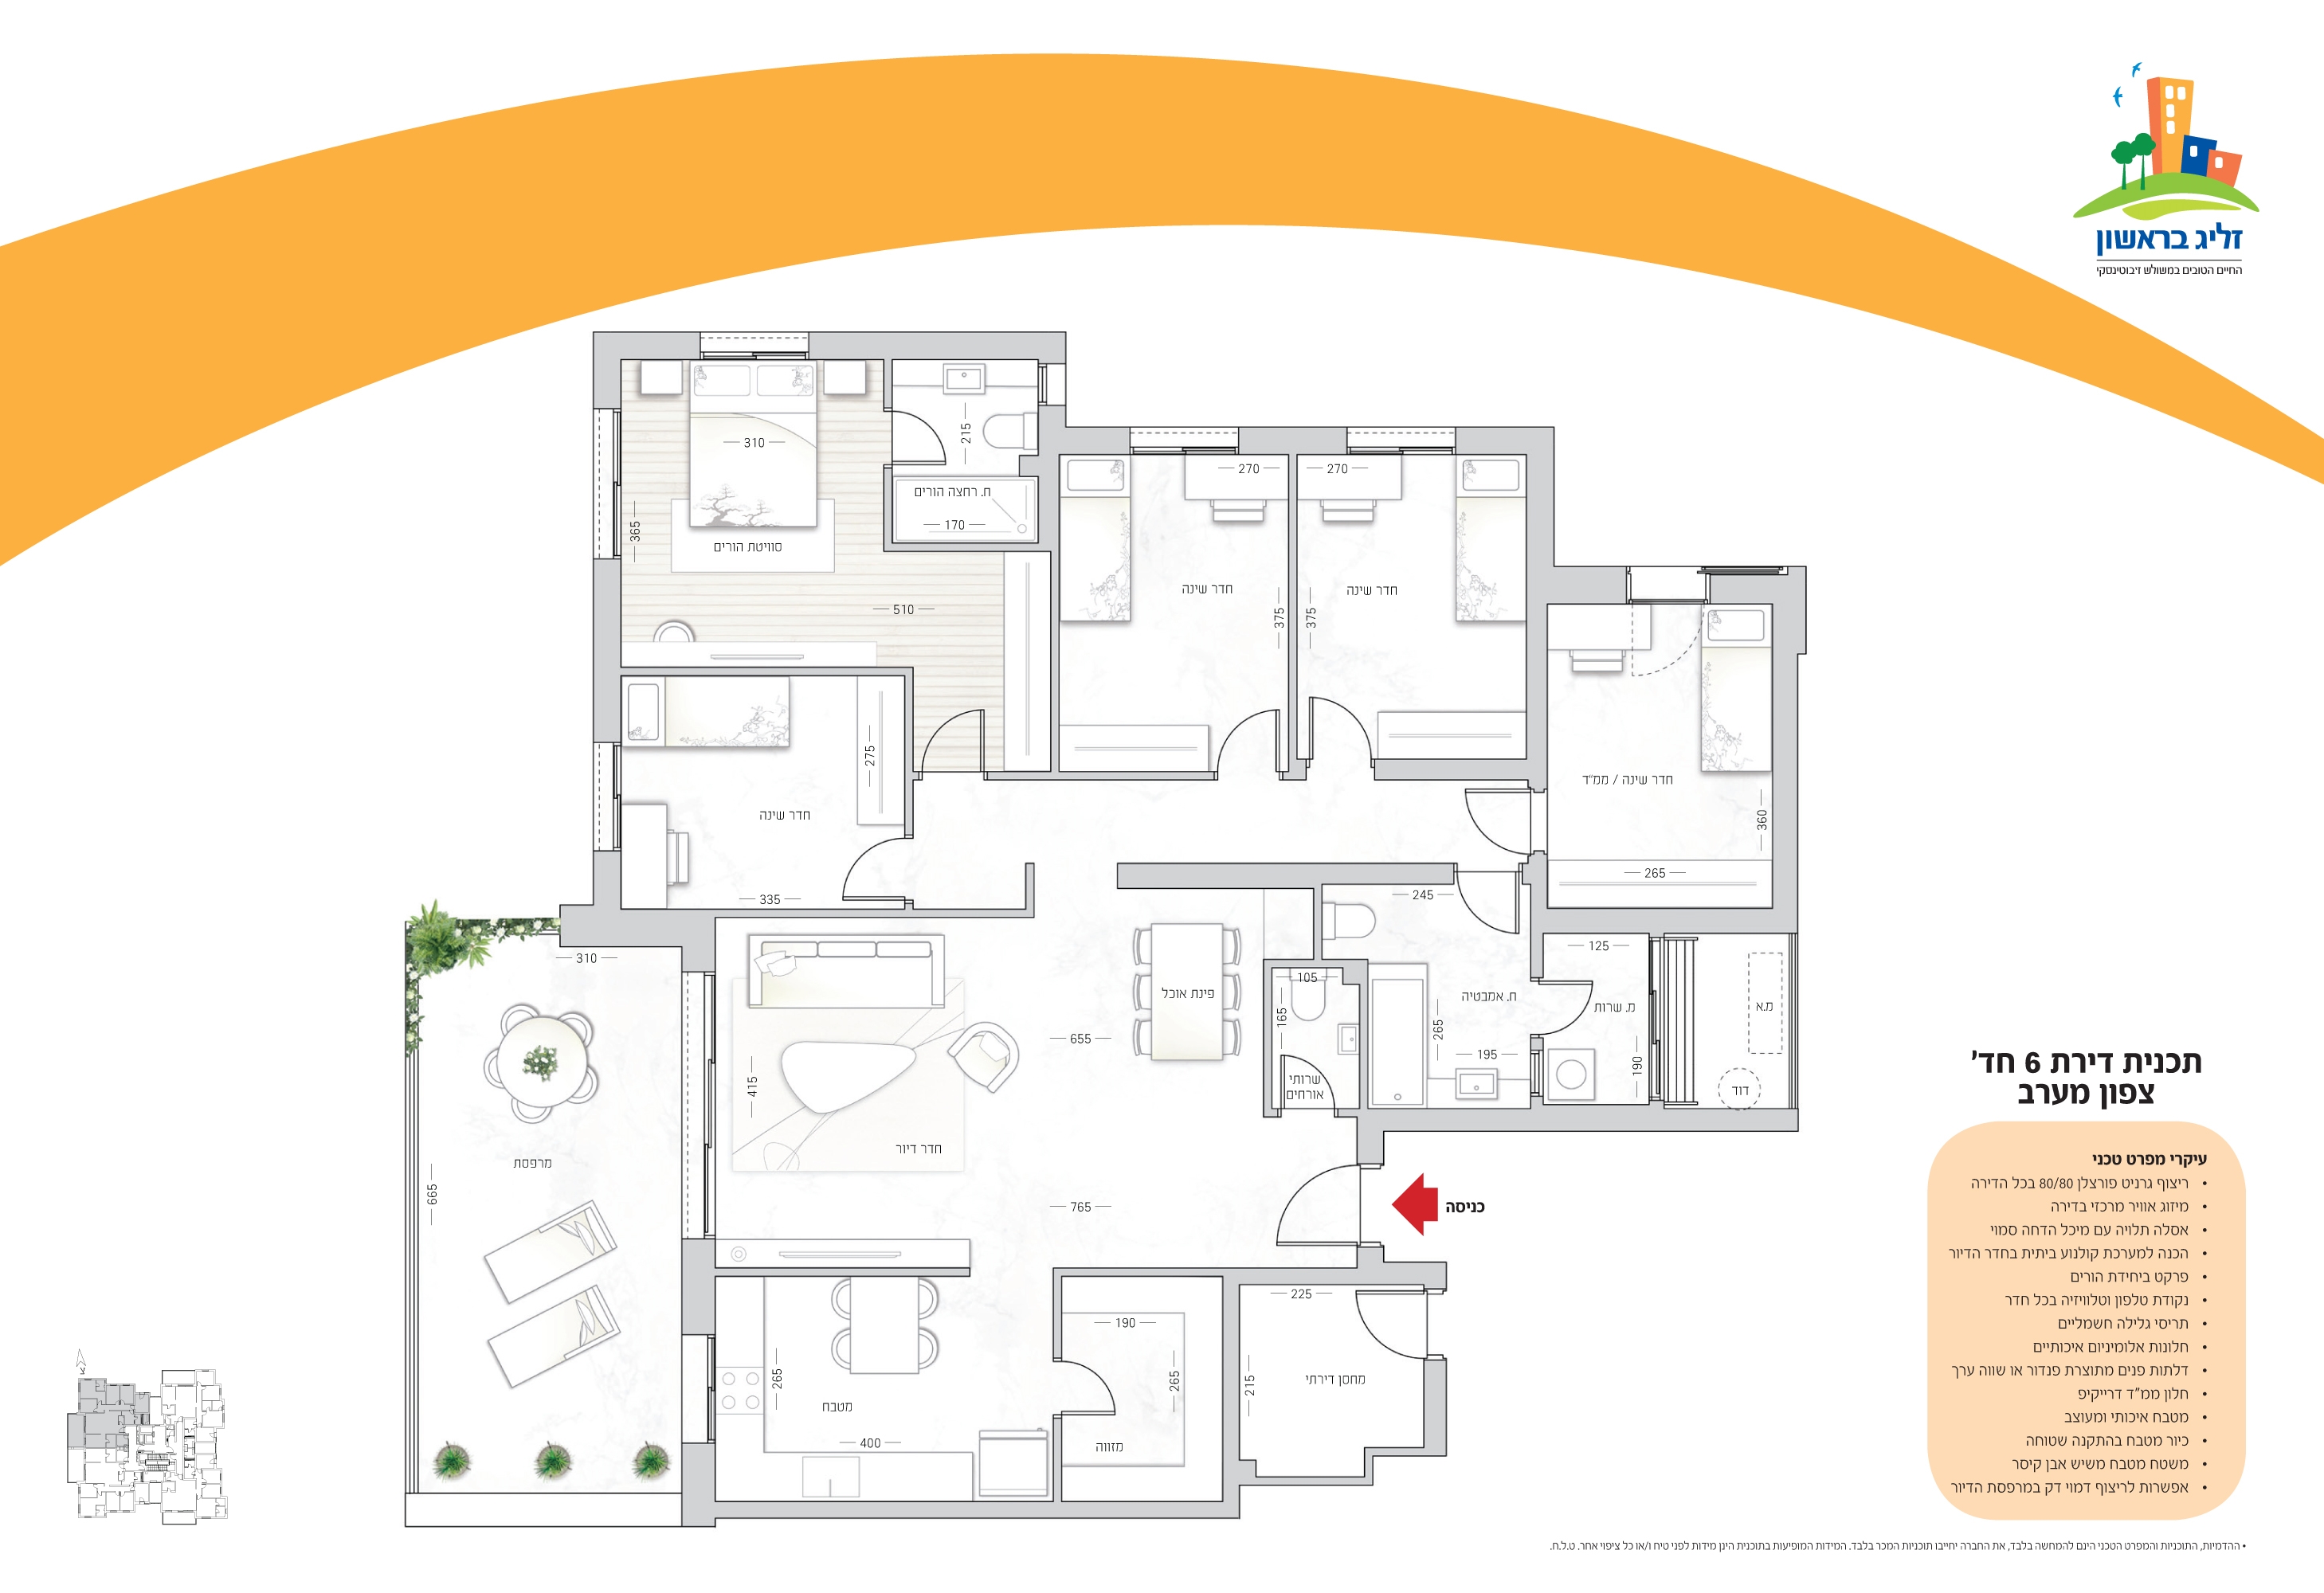 זליג בראשון
החיים הטובים במשולש ז'בוטינסקי
310
215
ח. רחצה הורים
170
365
סוויטת הורים
510
270
270
חדר שינה
חדר שינה
375
375
חדר שינה / ממ״ד
360
265
275
חדר שינה
335
310
245
125
105
פינת אוכל
165
ח. אמבטיה
מ. שרות
מ.א
265
195
190
דוד
655
415
שרותי
אורחים
חדר דיור
מרפסת
665
765
כניסה
225
190
265
265
215
מחסן דירתי
מטבח
400
מזווה
תכנית דירת 6 חד'
צפון מערב
עיקרי מפרט טכני
• ריצוף גרניט פורצלן 80/80 בכל הדירה
• מיזוג אוויר מרכזי בדירה
• אסלה תלויה עם מיכל הדחה סמוי
• הכנה למערכת קולנוע ביתית בחדר הדיור
• פרקט ביחידת הורים
• נקודת טלפון וטלוויזיה בכל חדר
• תריסי גלילה חשמליים
• חלונות אלומיניום איכותיים
• דלתות פנים מתוצרת פנדור או שווה ערך
• חלון ממ"ד דרייקיפ
• מטבח איכותי ומעוצב
• כיור מטבח בהתקנה שטוחה
• משטח מטבח משיש אבן קיסר
• אפשרות לריצוף דמוי דק במרפסת הדיור
• ההדמיות, התוכניות והמפרט הטכני הינם להמחשה בלבד, את החברה יחייבו תוכניות המכר בלבד. המידות המופיעות בתוכנית הינן מידות לפני טיח ו/או כל ציפוי אחר. ט.ל.ח.